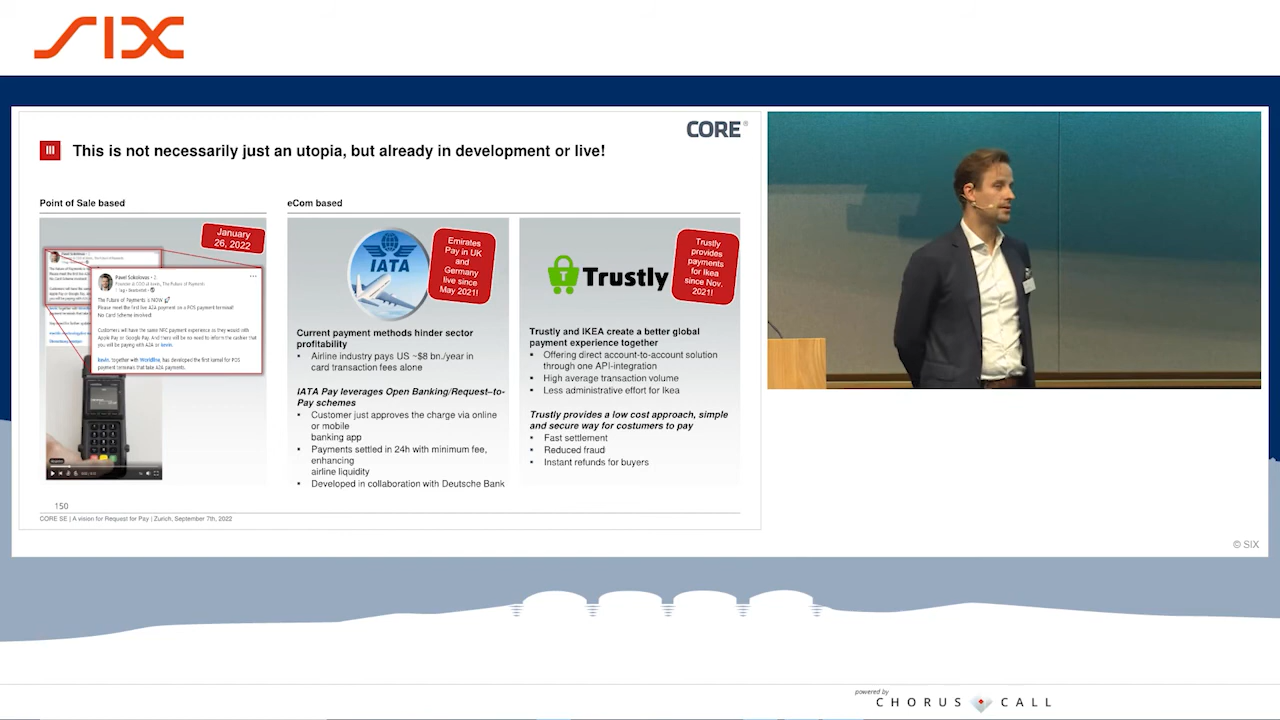 SIX
CORE
III
This is not necessarily just an utopia, but already in development or live!
Point of Sale based
January
26, 2022
Pavel Sokolovas
The Future of Payments is NOW
Please meet the first live A2A payment on a POS payment terminal!
No Card Scheme involved.
Customers will have the same NFC payment experience as they would with
Apple Pay or Google Pay. And there will be no need to inform the cashier that
you will be paying with A2A or kevin.
kevin. together with Worldline, has developed the first kernel for POS
payment terminals that take A2A payments.
eCom based
IATA
Emirates
Pay in UK
and
Germany
live since
May 2021!
Current payment methods hinder sector
profitability
▪ Airline industry pays US ~$8 bn./year in
card transaction fees alone
IATA Pay leverages Open Banking/Request–to-
Pay schemes
▪ Customer just approves the charge via online
or mobile
banking app
▪ Payments settled in 24h with minimum fee,
enhancing
airline liquidity
▪ Developed in collaboration with Deutsche Bank
T
Trustly
Trustly
provides
payments
for Ikea
since Nov.
2021!
Trustly and IKEA create a better global
payment experience together
▪ Offering direct account-to-account solution
through one API-integration
▪ High average transaction volume
▪ Less administrative effort for Ikea
Trustly provides a low cost approach, simple
and secure way for costumers to pay
▪ Fast settlement
▪ Reduced fraud
▪ Instant refunds for buyers
150
CORE SE | A vision for Request for Pay | Zurich, September 7th, 2022
© SIX
powered by
CHORUS CALL